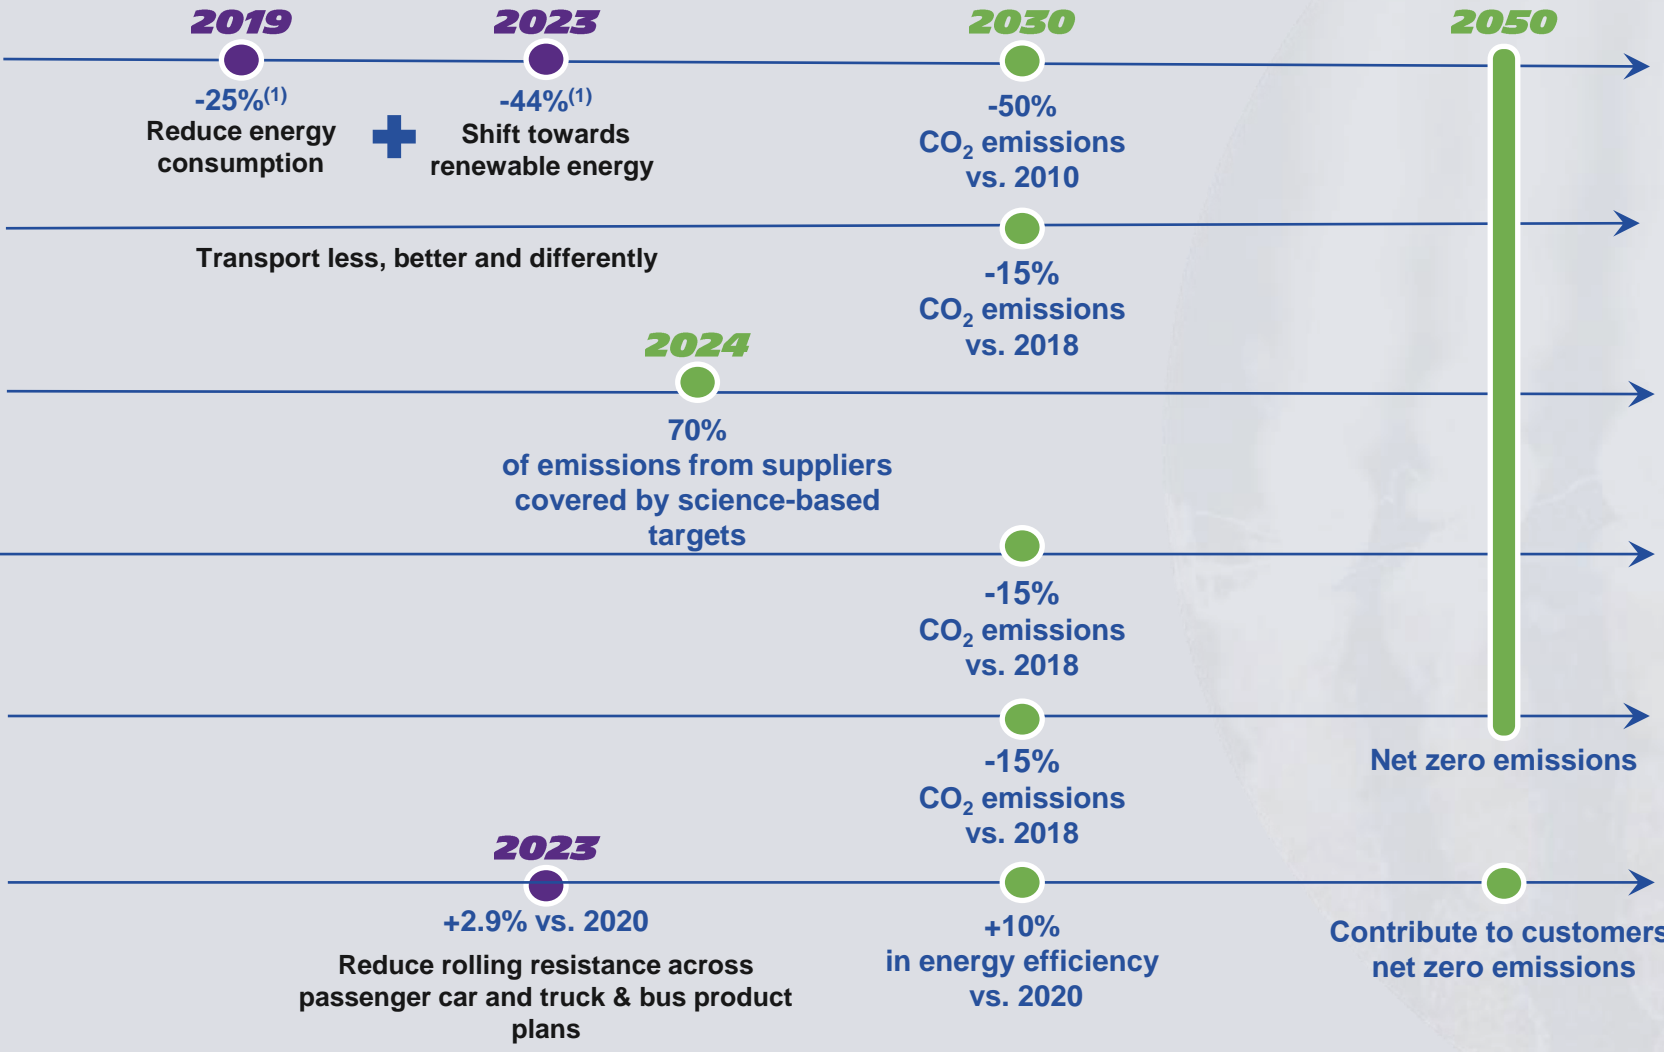 2019
2023
2030
2050
-25%(1)
Reduce energy
consumption
-44%(1)
Shift towards
renewable energy
-50%
CO2 emissions
vs. 2010
Transport less, better and differently
-15%
CO2 emissions
vs. 2018
2024
70%
of emissions from suppliers
covered by science-based
targets
-15%
CO2 emissions
vs. 2018
-15%
CO2 emissions
vs. 2018
Net zero emissions
2023
+2.9% vs. 2020
Reduce rolling resistance across
passenger car and truck & bus product
plans
+10%
in energy efficiency
vs. 2020
Contribute to customers
net zero emissions